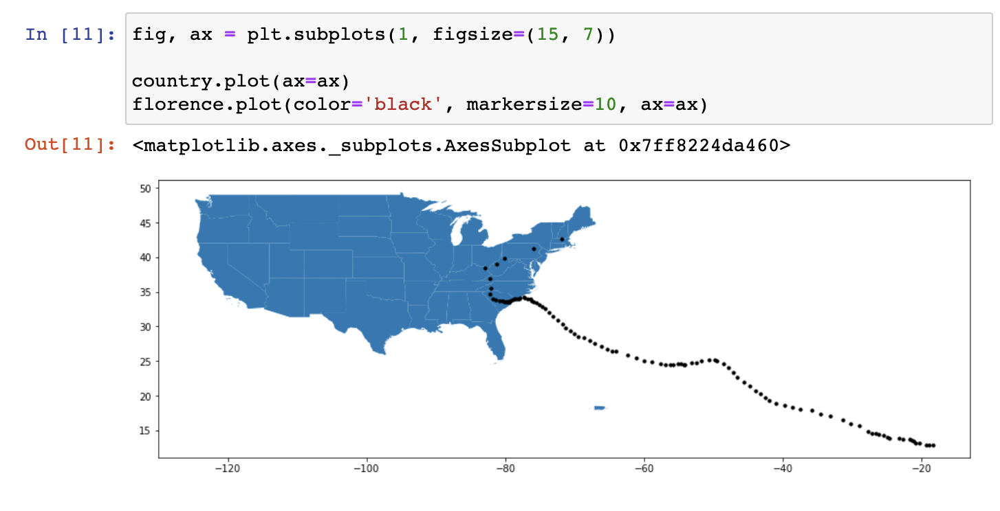 In [11]: fig, ax = plt.subplots(1, figsize=(15, 7))
country.plot(ax=ax)
florence.plot(color='black', markersize=10, ax=ax)
Out[11]: <matplotlib.axes._subplots.AxesSubplot at 0x7ff8224da460>
50
45
40
35
30
25
20
15
−120 −100 −80 −60 −40 −20